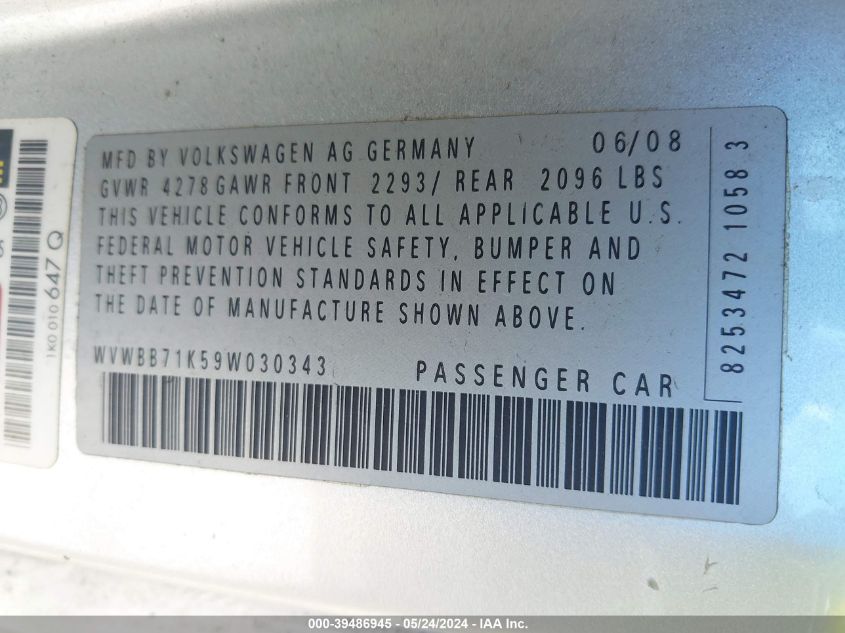 MFD BY VOLKSWAGEN AG GERMANY 06/08
GVWR 4278 GAWR FRONT 2293/ REAR 2096 LBS
THIS VEHICLE CONFORMS TO ALL APPLICABLE U.S.
FEDERAL MOTOR VEHICLE SAFETY, BUMPER AND
THEFT PREVENTION STANDARDS IN EFFECT ON
THE DATE OF MANUFACTURE SHOWN ABOVE.
WVWBB71K59W030343 PASSENGER CAR
8253472 1058 3
1K0 010 647 Q
000-39486945 - 05/24/2024 - IAA Inc.